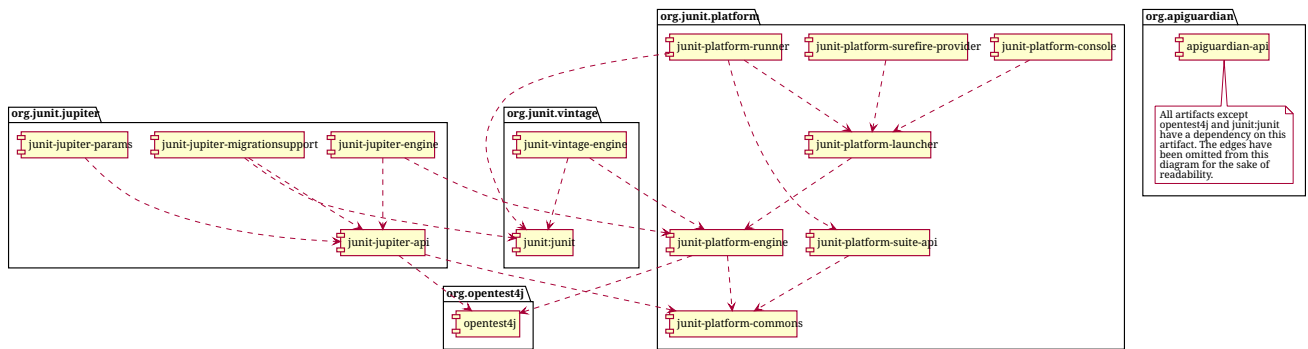 org.junit.platform
org.apiguardian
junit-platform-runner
junit-platform-surefire-provider
junit-platform-console
apiguardian-api
org.junit.jupiter
org.junit.vintage
All artifacts except
opentest4j and junit:junit
have a dependency on this
artifact. The edges have
been omitted from this
diagram for the sake of
readability.
junit-jupiter-params
junit-jupiter-migrationsupport
junit-jupiter-engine
junit-vintage-engine
junit-platform-launcher
junit-jupiter-api
junit:junit
junit-platform-engine
junit-platform-suite-api
org.opentest4j
opentest4j
junit-platform-commons